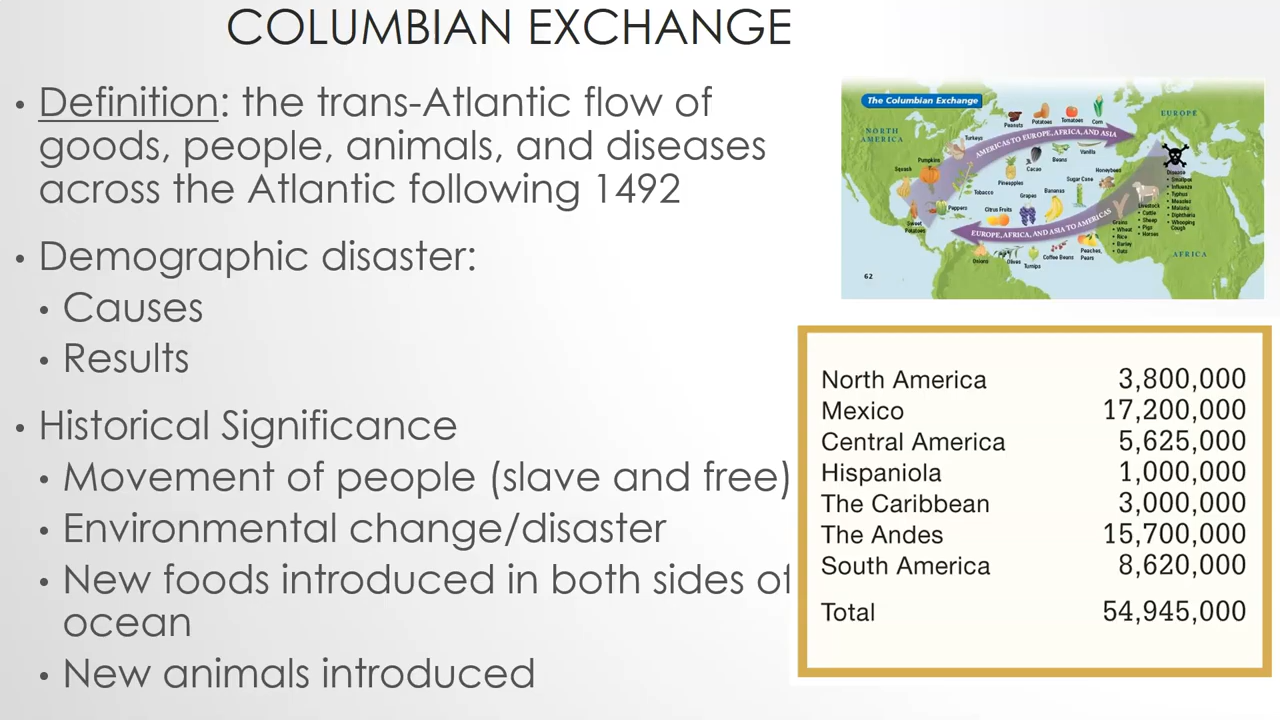 COLUMBIAN EXCHANGE
• Definition: the trans-Atlantic flow of
goods, people, animals, and diseases
across the Atlantic following 1492
• Demographic disaster:
• Causes
• Results
• Historical Significance
• Movement of people (slave and free)
• Environmental change/disaster
• New foods introduced in both sides of
ocean
• New animals introduced
The Columbian Exchange
NORTH
AMERICA
EUROPE
AFRICA
AMERICAS TO EUROPE, AFRICA, AND ASIA
EUROPE, AFRICA, AND ASIA TO AMERICAS
Peanuts
Potatoes
Tomatoes
Corn
Turkeys
Pumpkins
Squash
Cacao
Beans
Vanilla
Pineapples
Tobacco
Peppers
Sweet
Potatoes
Citrus Fruits
Grapes
Bananas
Sugar Cane
Honeybees
Onions
Olives
Turnips
Coffee Beans
Peaches,
Pears
Grains
• Wheat
• Rice
• Barley
• Oats
Livestock
• Cattle
• Sheep
• Pigs
• Horses
Disease
• Smallpox
• Influenza
• Typhus
• Measles
• Malaria
• Diphtheria
• Whooping
Cough
62
North America 3,800,000
Mexico 17,200,000
Central America 5,625,000
Hispaniola 1,000,000
The Caribbean 3,000,000
The Andes 15,700,000
South America 8,620,000
Total 54,945,000